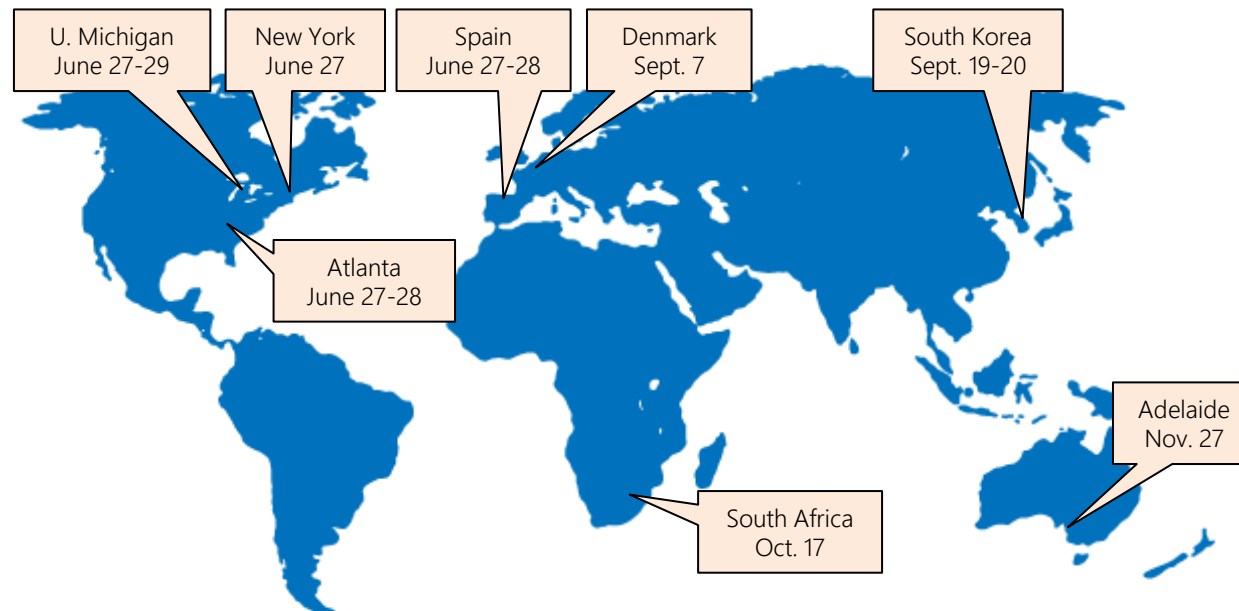 U. Michigan
June 27-29
New York
June 27
Spain
June 27-28
Denmark
Sept. 7
South Korea
Sept. 19-20
Atlanta
June 27-28
Adelaide
Nov. 27
South Africa
Oct. 17